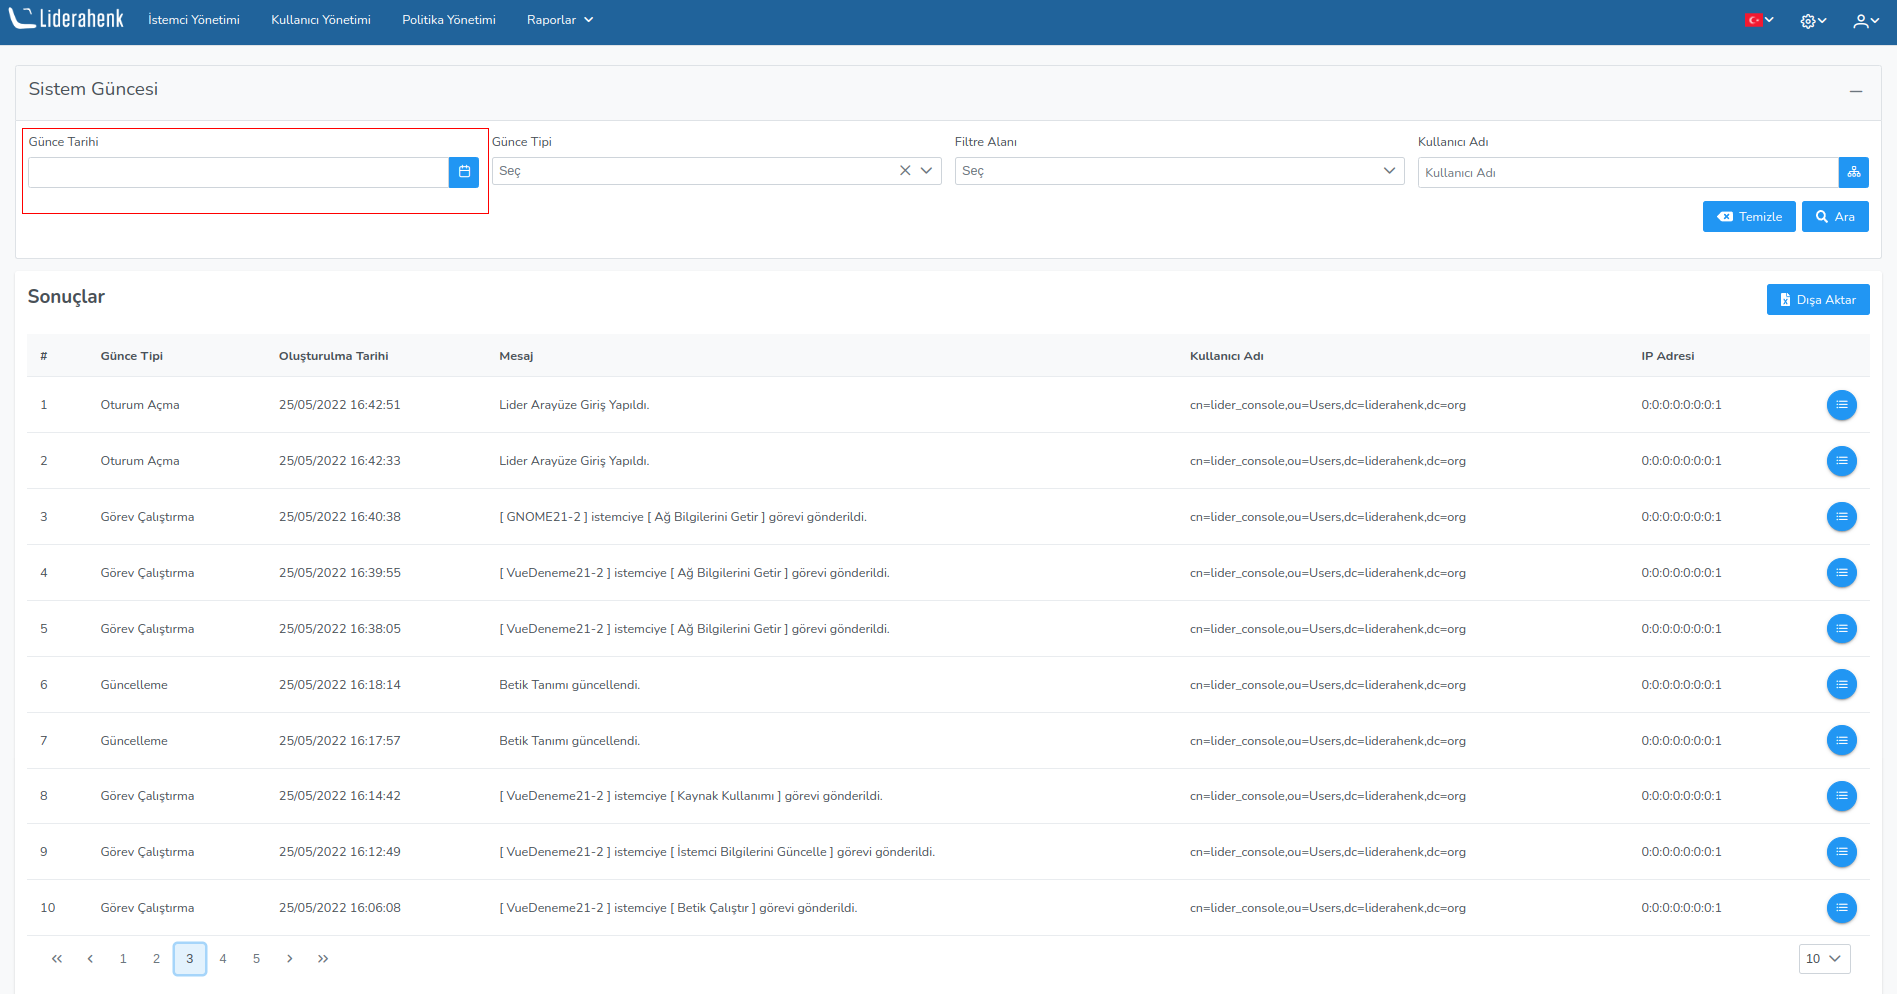 Liderahenk İstemci Yönetimi Kullanıcı Yönetimi Politika Yönetimi Raporlar
Sistem Güncesi
Günce Tarihi Günce Tipi Filtre Alanı Kullanıcı Adı
Seç Seç Kullanıcı Adı
Temizle Ara
Sonuçlar Dışa Aktar
# Günce Tipi Oluşturulma Tarihi Mesaj Kullanıcı Adı IP Adresi
1 Oturum Açma 25/05/2022 16:42:51 Lider Arayüze Giriş Yapıldı. cn=lider_console,ou=Users,dc=liderahenk,dc=org 0:0:0:0:0:0:0:1
2 Oturum Açma 25/05/2022 16:42:33 Lider Arayüze Giriş Yapıldı. cn=lider_console,ou=Users,dc=liderahenk,dc=org 0:0:0:0:0:0:0:1
3 Görev Çalıştırma 25/05/2022 16:40:38 [ GNOME21-2 ] istemciye [ Ağ Bilgilerini Getir ] görevi gönderildi. cn=lider_console,ou=Users,dc=liderahenk,dc=org 0:0:0:0:0:0:0:1
4 Görev Çalıştırma 25/05/2022 16:39:55 [ VueDeneme21-2 ] istemciye [ Ağ Bilgilerini Getir ] görevi gönderildi. cn=lider_console,ou=Users,dc=liderahenk,dc=org 0:0:0:0:0:0:0:1
5 Görev Çalıştırma 25/05/2022 16:38:05 [ VueDeneme21-2 ] istemciye [ Ağ Bilgilerini Getir ] görevi gönderildi. cn=lider_console,ou=Users,dc=liderahenk,dc=org 0:0:0:0:0:0:0:1
6 Güncelleme 25/05/2022 16:18:14 Betik Tanımı güncellendi. cn=lider_console,ou=Users,dc=liderahenk,dc=org 0:0:0:0:0:0:0:1
7 Güncelleme 25/05/2022 16:17:57 Betik Tanımı güncellendi. cn=lider_console,ou=Users,dc=liderahenk,dc=org 0:0:0:0:0:0:0:1
8 Görev Çalıştırma 25/05/2022 16:14:42 [ VueDeneme21-2 ] istemciye [ Kaynak Kullanımı ] görevi gönderildi. cn=lider_console,ou=Users,dc=liderahenk,dc=org 0:0:0:0:0:0:0:1
9 Görev Çalıştırma 25/05/2022 16:12:49 [ VueDeneme21-2 ] istemciye [ İstemci Bilgilerini Güncelle ] görevi gönderildi. cn=lider_console,ou=Users,dc=liderahenk,dc=org 0:0:0:0:0:0:0:1
10 Görev Çalıştırma 25/05/2022 16:06:08 [ VueDeneme21-2 ] istemciye [ Betik Çalıştır ] görevi gönderildi. cn=lider_console,ou=Users,dc=liderahenk,dc=org 0:0:0:0:0:0:0:1
1 2 3 4 5 10